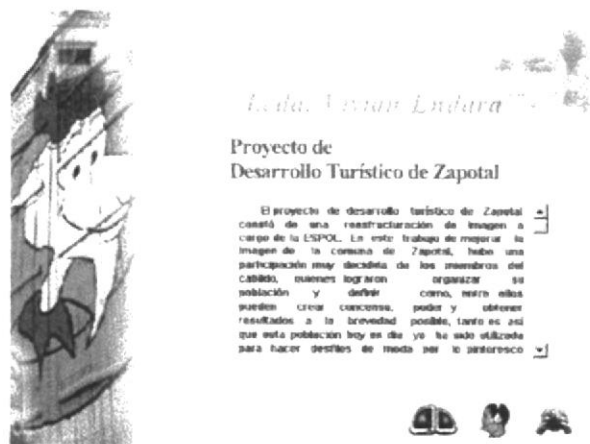 Lcda. Vivian Endara
Proyecto de
Desarrollo Turístico de Zapotal
El proyecto de desarrollo turístico de Zapotal
constó de una reestructuración de imagen a
cargo de la ESPOL. En este trabajo de mejorar la
imagen de la comuna de Zapotal, hubo una
participación muy decidida de los miembros del
cabildo, quienes lograron organizar su
población y definir como, entre ellos
pueden crear concenso, poder y obtener
resultados a la brevedad posible, tanto es así
que esta población hoy en día ya ha sido utilizada
para hacer desfiles de moda por lo pintoresco